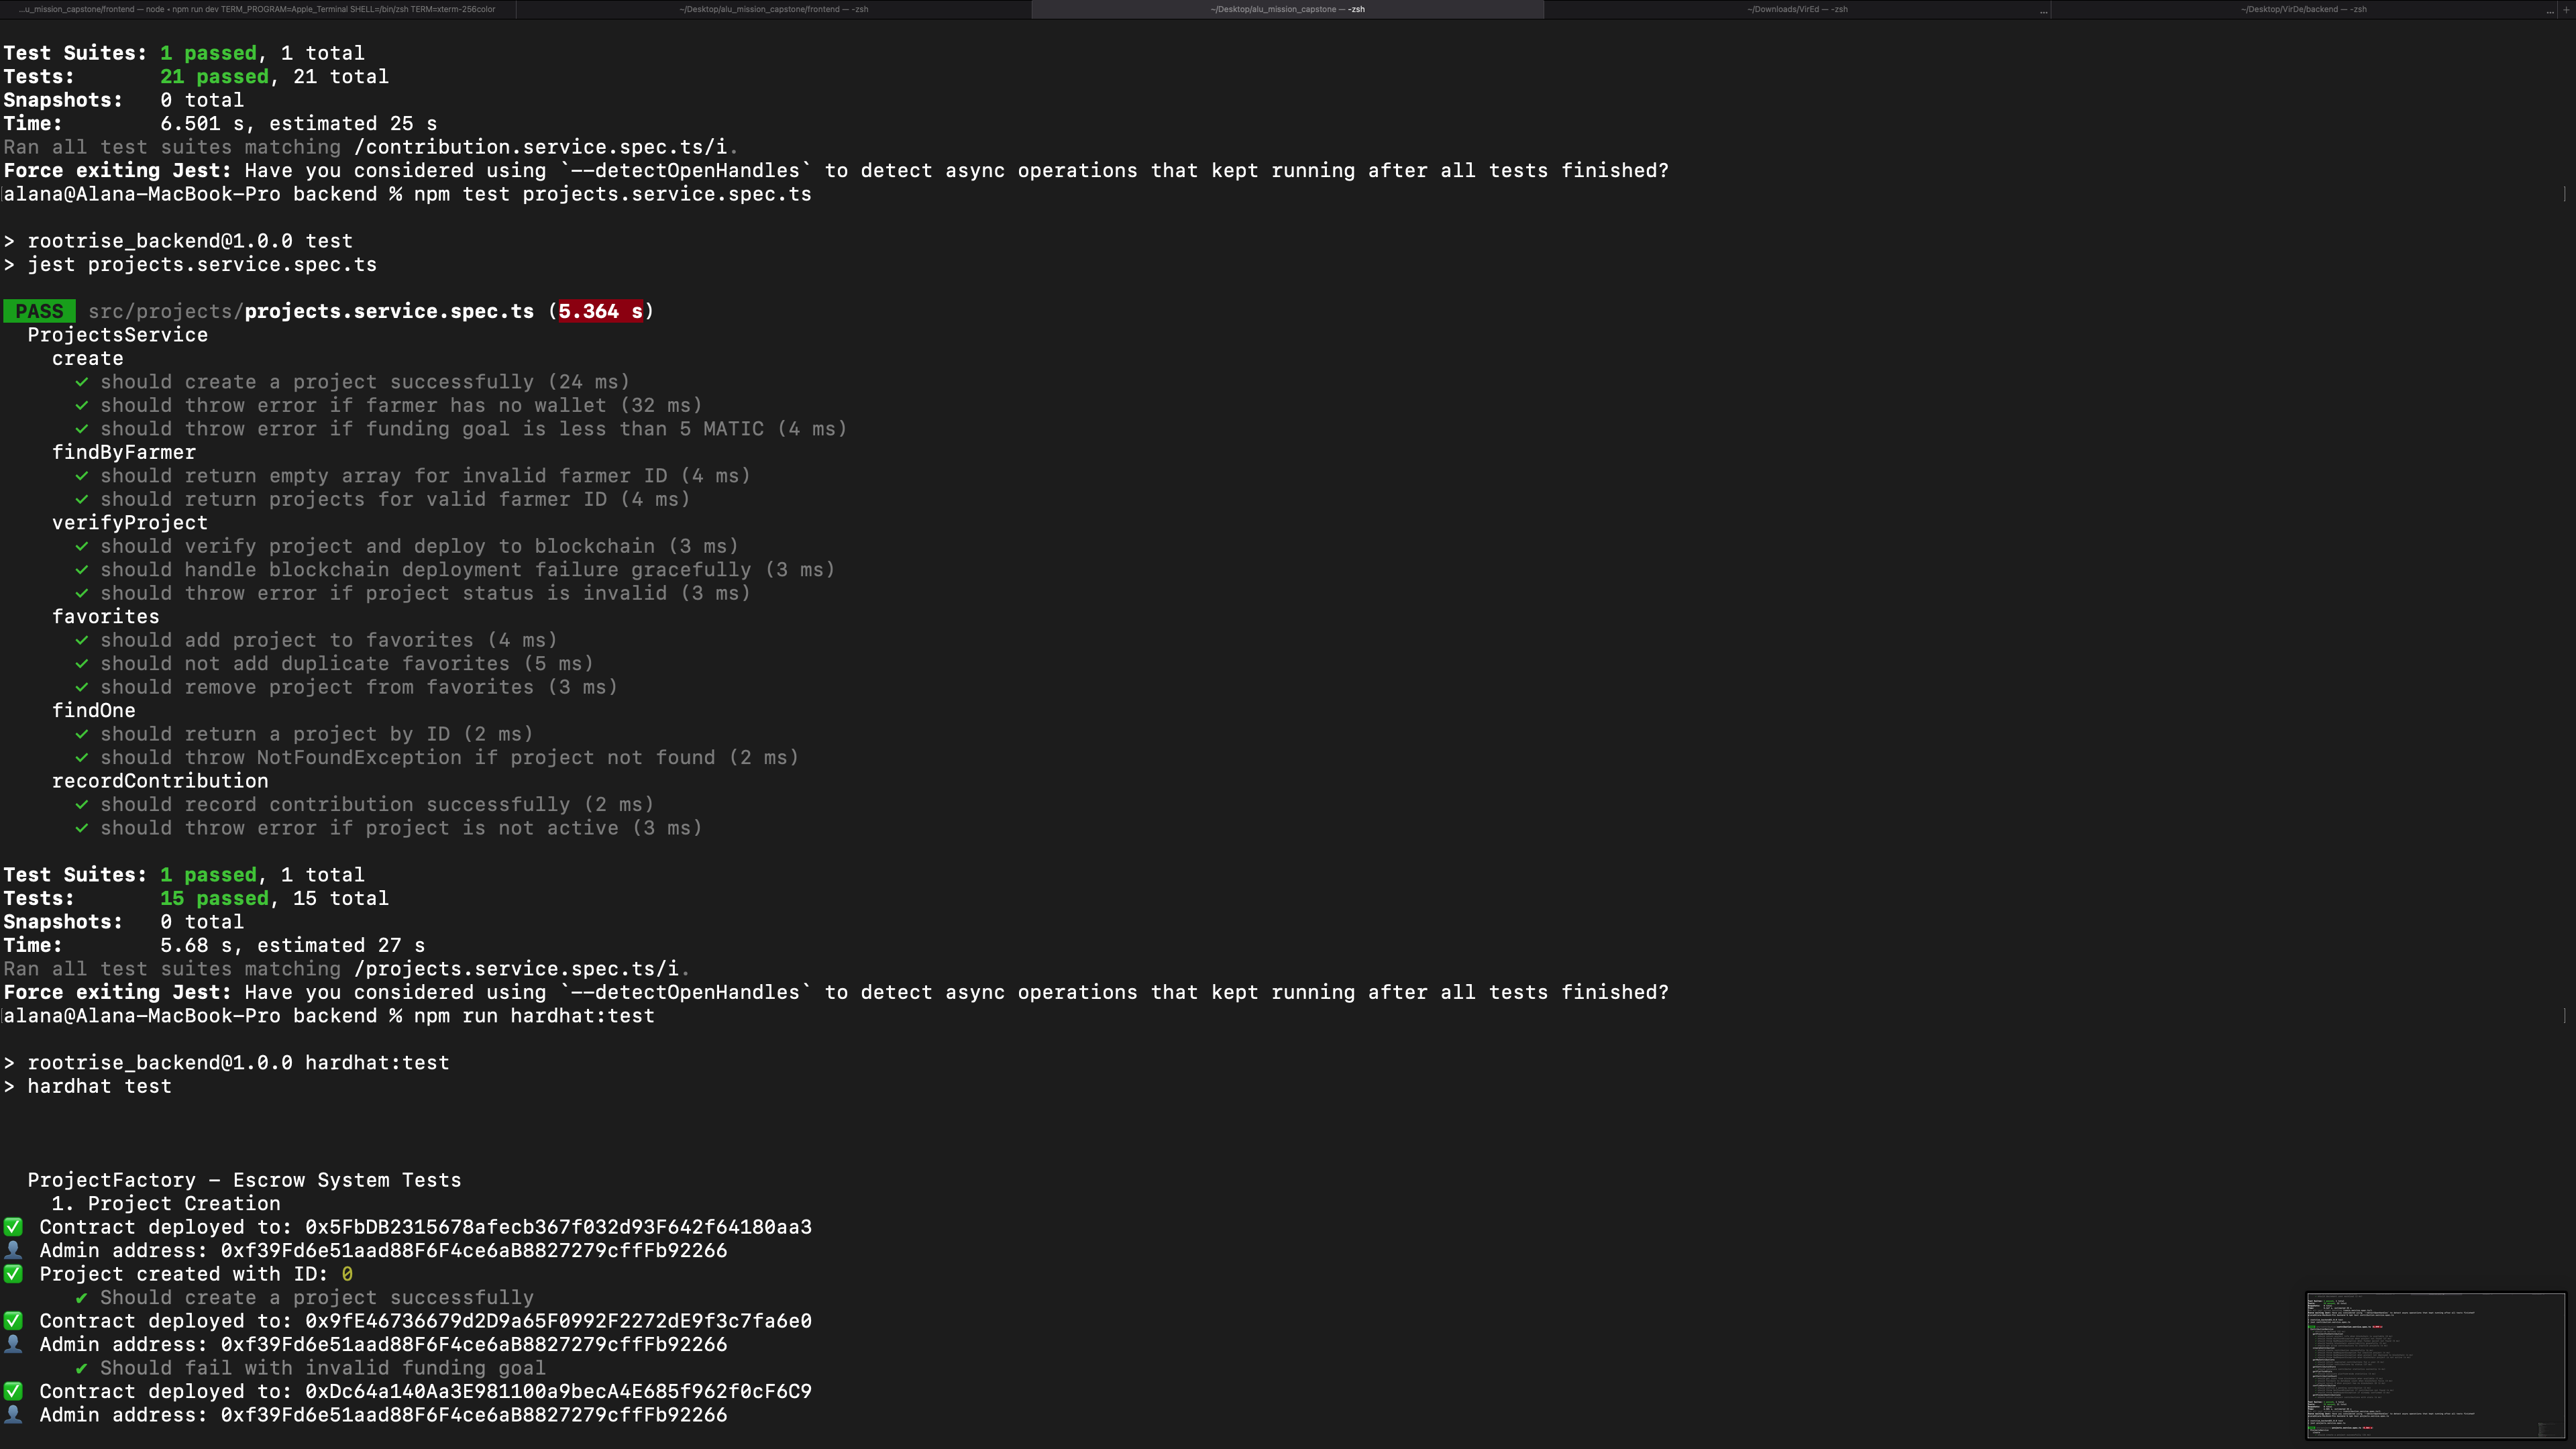 ...u_mission_capstone/frontend — node ◂ npm run dev TERM_PROGRAM=Apple_Terminal SHELL=/bin/zsh TERM=xterm-256color
~/Desktop/alu_mission_capstone/frontend — -zsh
~/Desktop/alu_mission_capstone — -zsh
~/Downloads/VirEd — -zsh
...
~/Desktop/VirDe/backend — -zsh
... +
Test Suites: 1 passed, 1 total
Tests:       21 passed, 21 total
Snapshots:   0 total
Time:        6.501 s, estimated 25 s
Ran all test suites matching /contribution.service.spec.ts/i.
Force exiting Jest: Have you considered using `--detectOpenHandles` to detect async operations that kept running after all tests finished?
alana@Alana-MacBook-Pro backend % npm test projects.service.spec.ts
> rootrise_backend@1.0.0 test
> jest projects.service.spec.ts
PASS src/projects/projects.service.spec.ts (5.364 s)
ProjectsService
create
✓ should create a project successfully (24 ms)
✓ should throw error if farmer has no wallet (32 ms)
✓ should throw error if funding goal is less than 5 MATIC (4 ms)
findByFarmer
✓ should return empty array for invalid farmer ID (4 ms)
✓ should return projects for valid farmer ID (4 ms)
verifyProject
✓ should verify project and deploy to blockchain (3 ms)
✓ should handle blockchain deployment failure gracefully (3 ms)
✓ should throw error if project status is invalid (3 ms)
favorites
✓ should add project to favorites (4 ms)
✓ should not add duplicate favorites (5 ms)
✓ should remove project from favorites (3 ms)
findOne
✓ should return a project by ID (2 ms)
✓ should throw NotFoundException if project not found (2 ms)
recordContribution
✓ should record contribution successfully (2 ms)
✓ should throw error if project is not active (3 ms)
Test Suites: 1 passed, 1 total
Tests:       15 passed, 15 total
Snapshots:   0 total
Time:        5.68 s, estimated 27 s
Ran all test suites matching /projects.service.spec.ts/i.
Force exiting Jest: Have you considered using `--detectOpenHandles` to detect async operations that kept running after all tests finished?
alana@Alana-MacBook-Pro backend % npm run hardhat:test
> rootrise_backend@1.0.0 hardhat:test
> hardhat test
ProjectFactory - Escrow System Tests
1. Project Creation
✅ Contract deployed to: 0x5FbDB2315678afecb367f032d93F642f64180aa3
👤 Admin address: 0xf39Fd6e51aad88F6F4ce6aB8827279cffFb92266
✅ Project created with ID: 0
✔ Should create a project successfully
✅ Contract deployed to: 0x9fE46736679d2D9a65F0992F2272dE9f3c7fa6e0
👤 Admin address: 0xf39Fd6e51aad88F6F4ce6aB8827279cffFb92266
✔ Should fail with invalid funding goal
✅ Contract deployed to: 0xDc64a140Aa3E981100a9becA4E685f962f0cF6C9
👤 Admin address: 0xf39Fd6e51aad88F6F4ce6aB8827279cffFb92266